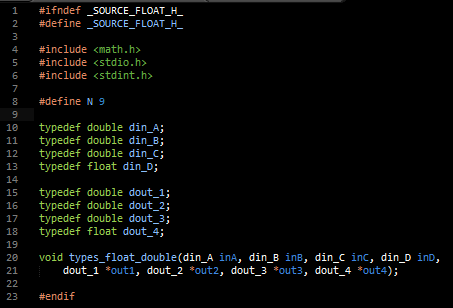 1 #ifndef _SOURCE_FLOAT_H_
2 #define _SOURCE_FLOAT_H_
3
4 #include <math.h>
5 #include <stdio.h>
6 #include <stdint.h>
7
8 #define N 9
9
10 typedef double din_A;
11 typedef double din_B;
12 typedef double din_C;
13 typedef float din_D;
14
15 typedef double dout_1;
16 typedef double dout_2;
17 typedef double dout_3;
18 typedef float dout_4;
19
20 void types_float_double(din_A inA, din_B inB, din_C inC, din_D inD,
21     dout_1 *out1, dout_2 *out2, dout_3 *out3, dout_4 *out4);
22
23 #endif